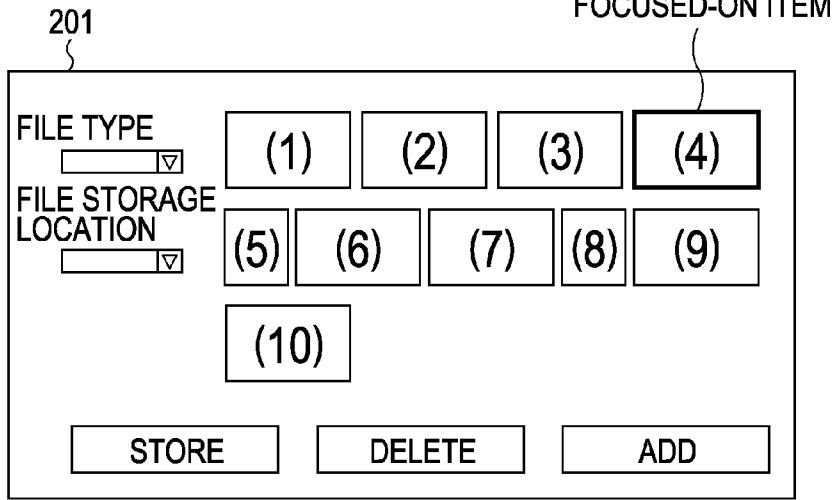 201
FOCUSED-ON ITEM
FILE TYPE
(1) (2) (3) (4)
FILE STORAGE
LOCATION
(5) (6) (7) (8) (9)
(10)
STORE DELETE ADD